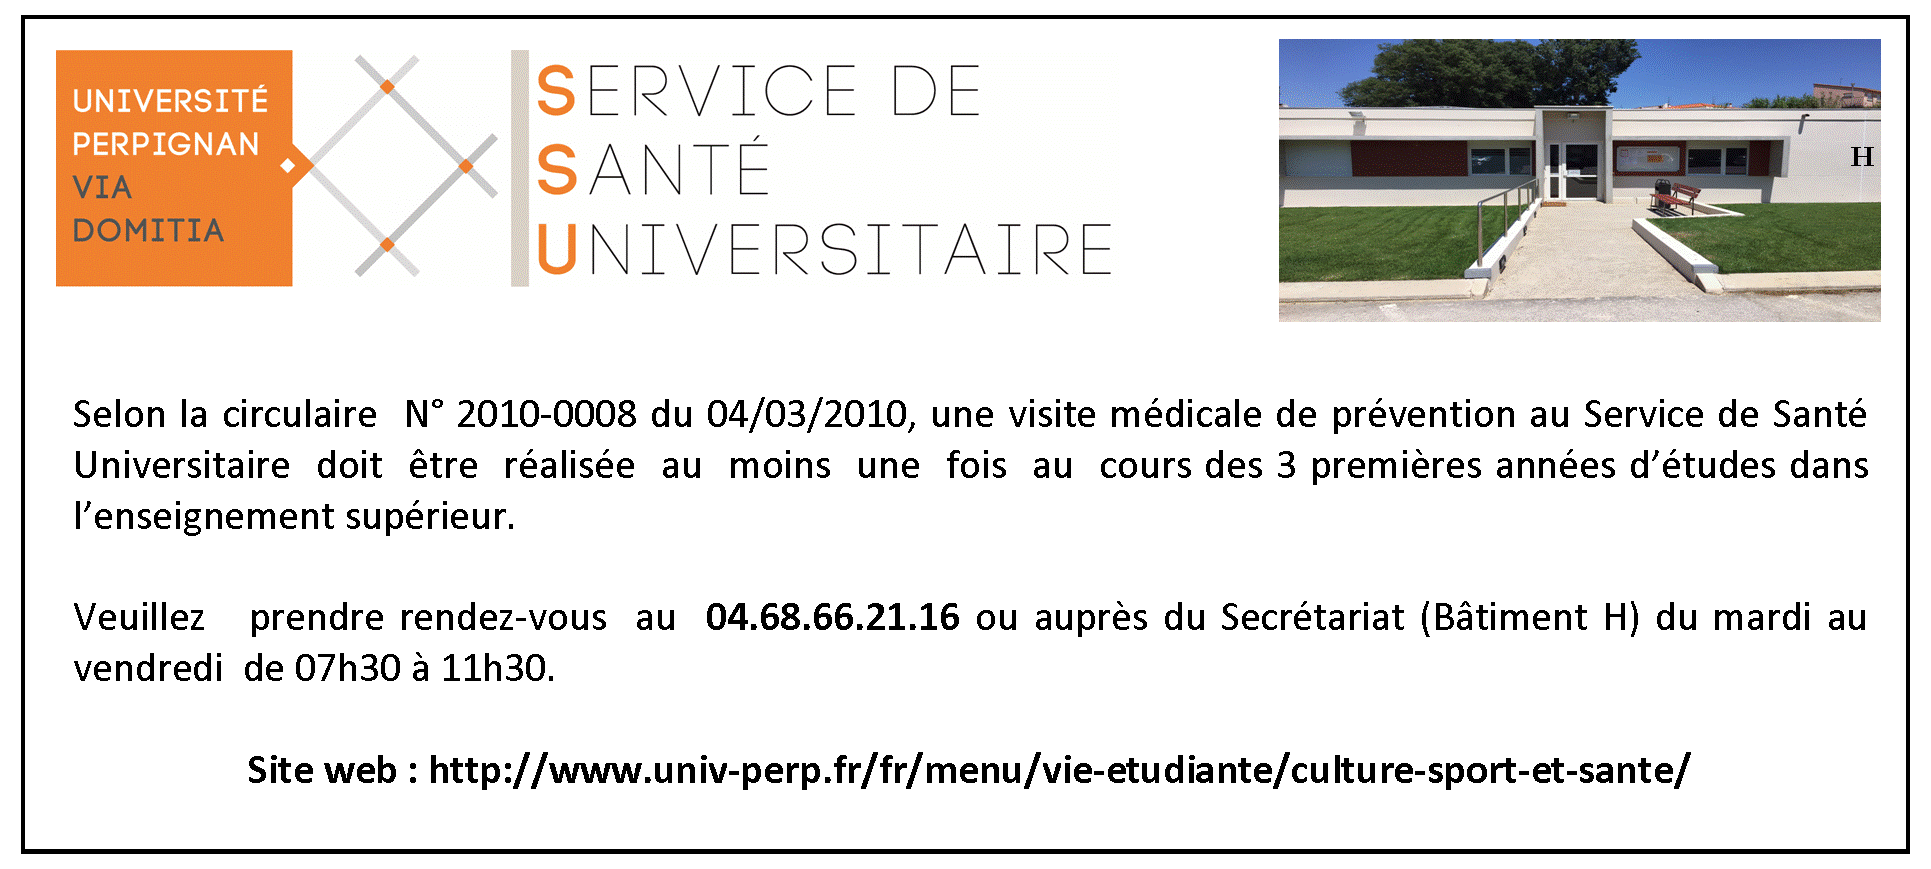 UNIVERSITÉ
PERPIGNAN
VIA
DOMITIA
SERVICE DE
SANTÉ
UNIVERSITAIRE
H
Selon la circulaire N° 2010-0008 du 04/03/2010, une visite médicale de prévention au Service de Santé
Universitaire doit être réalisée au moins une fois au cours des 3 premières années d’études dans
l’enseignement supérieur.
Veuillez prendre rendez-vous au 04.68.66.21.16 ou auprès du Secrétariat (Bâtiment H) du mardi au
vendredi de 07h30 à 11h30.
Site web : http://www.univ-perp.fr/fr/menu/vie-etudiante/culture-sport-et-sante/